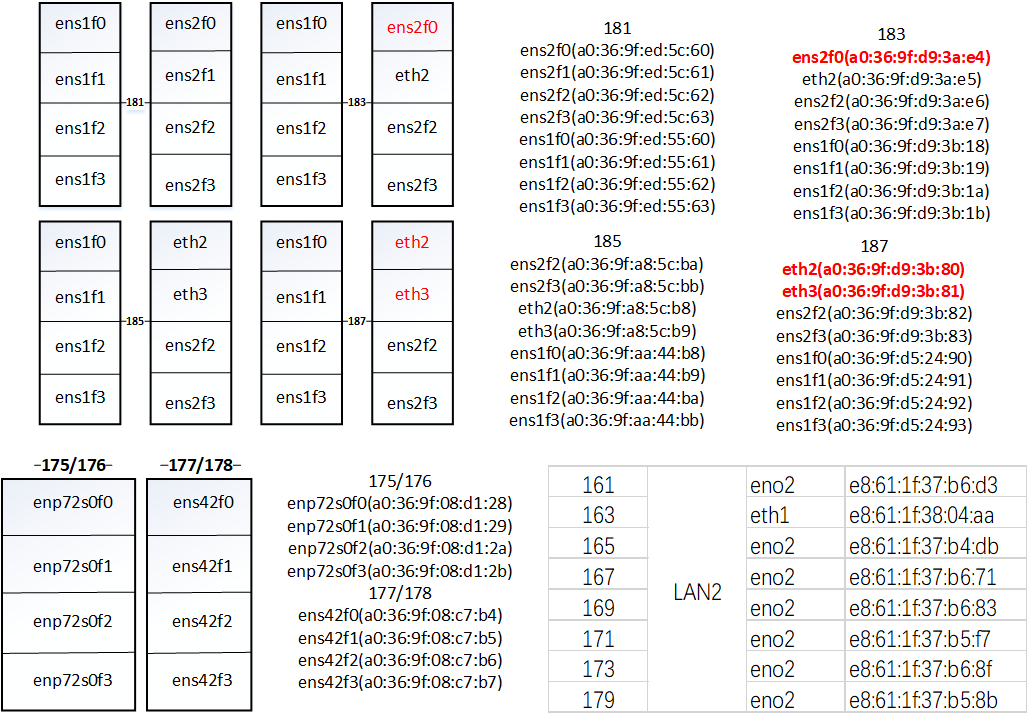 ens1f0 ens2f0
ens1f1 ens2f1
-181-
ens1f2 ens2f2
ens1f3 ens2f3
ens1f0 ens2f0
ens1f1 eth2
-183-
ens1f2 ens2f2
ens1f3 ens2f3
181
ens2f0(a0:36:9f:ed:5c:60)
ens2f1(a0:36:9f:ed:5c:61)
ens2f2(a0:36:9f:ed:5c:62)
ens2f3(a0:36:9f:ed:5c:63)
ens1f0(a0:36:9f:ed:55:60)
ens1f1(a0:36:9f:ed:55:61)
ens1f2(a0:36:9f:ed:55:62)
ens1f3(a0:36:9f:ed:55:63)
183
ens2f0(a0:36:9f:d9:3a:e4)
eth2(a0:36:9f:d9:3a:e5)
ens2f2(a0:36:9f:d9:3a:e6)
ens2f3(a0:36:9f:d9:3a:e7)
ens1f0(a0:36:9f:d9:3b:18)
ens1f1(a0:36:9f:d9:3b:19)
ens1f2(a0:36:9f:d9:3b:1a)
ens1f3(a0:36:9f:d9:3b:1b)
ens1f0 eth2
ens1f1 eth3
-185-
ens1f2 ens2f2
ens1f3 ens2f3
ens1f0 eth2
ens1f1 eth3
-187-
ens1f2 ens2f2
ens1f3 ens2f3
185
ens2f2(a0:36:9f:a8:5c:ba)
ens2f3(a0:36:9f:a8:5c:bb)
eth2(a0:36:9f:a8:5c:b8)
eth3(a0:36:9f:a8:5c:b9)
ens1f0(a0:36:9f:aa:44:b8)
ens1f1(a0:36:9f:aa:44:b9)
ens1f2(a0:36:9f:aa:44:ba)
ens1f3(a0:36:9f:aa:44:bb)
187
eth2(a0:36:9f:d9:3b:80)
eth3(a0:36:9f:d9:3b:81)
ens2f2(a0:36:9f:d9:3b:82)
ens2f3(a0:36:9f:d9:3b:83)
ens1f0(a0:36:9f:d5:24:90)
ens1f1(a0:36:9f:d5:24:91)
ens1f2(a0:36:9f:d5:24:92)
ens1f3(a0:36:9f:d5:24:93)
-175/176-
enp72s0f0
enp72s0f1
enp72s0f2
enp72s0f3
-177/178-
ens42f0
ens42f1
ens42f2
ens42f3
175/176
enp72s0f0(a0:36:9f:08:d1:28)
enp72s0f1(a0:36:9f:08:d1:29)
enp72s0f2(a0:36:9f:08:d1:2a)
enp72s0f3(a0:36:9f:08:d1:2b)
177/178
ens42f0(a0:36:9f:08:c7:b4)
ens42f1(a0:36:9f:08:c7:b5)
ens42f2(a0:36:9f:08:c7:b6)
ens42f3(a0:36:9f:08:c7:b7)
161 eno2 e8:61:1f:37:b6:d3
163 eth1 e8:61:1f:38:04:aa
165 eno2 e8:61:1f:37:b4:db
167 eno2 e8:61:1f:37:b6:71
LAN2
169 eno2 e8:61:1f:37:b6:83
171 eno2 e8:61:1f:37:b5:f7
173 eno2 e8:61:1f:37:b6:8f
179 eno2 e8:61:1f:37:b5:8b